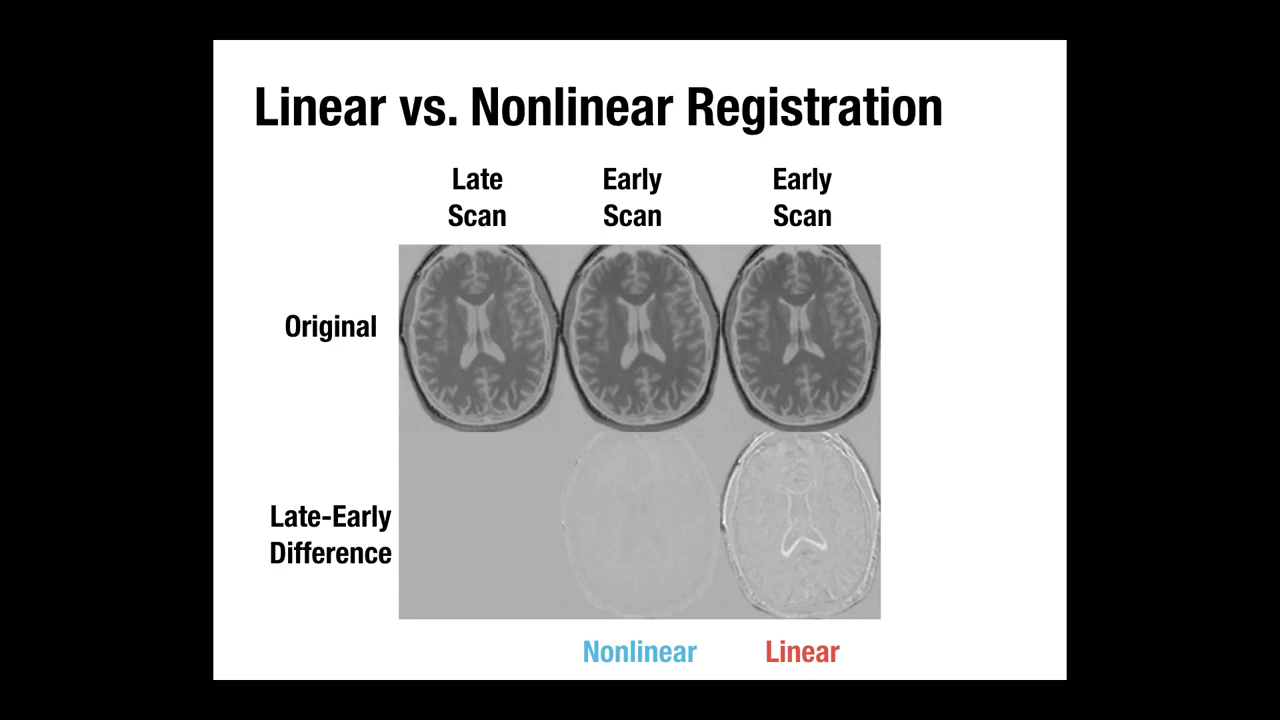 Linear vs. Nonlinear Registration
Late Scan
Early Scan
Early Scan
Original
Late-Early
Difference
Nonlinear
Linear